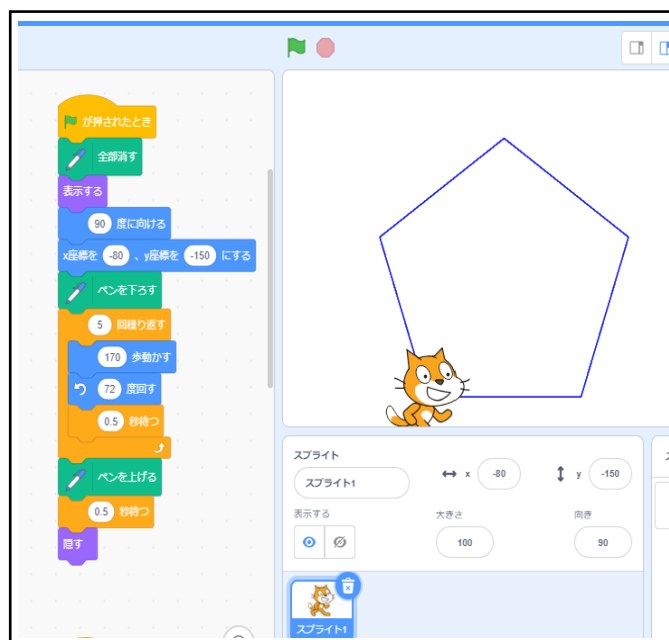 が押されたとき
全部消す
表示する
90 度に向ける
x座標を -80 、y座標を -150 にする
ペンを下ろす
5 回繰り返す
170 歩動かす
72 度回す
0.5 秒待つ
ペンを上げる
0.5 秒待つ
隠す
スプライト
スプライト1
x -80
y -150
表示する
大きさ
向き
100
90
スプライト1